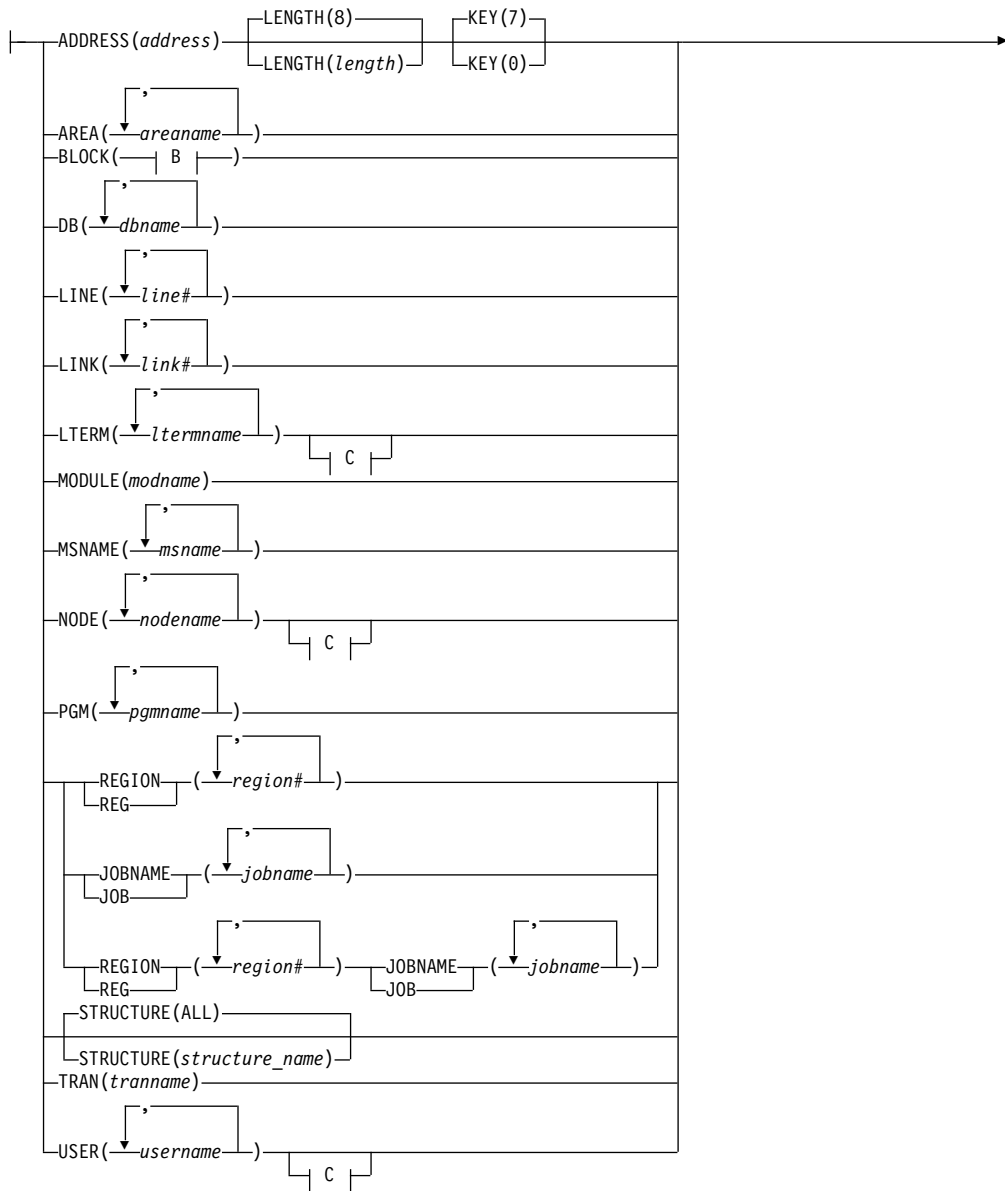 LENGTH(8) KEY(7)
ADDRESS(address)
LENGTH(length) KEY(0)
,
AREA( areaname )
BLOCK( B )
,
DB( dbname )
,
LINE( line# )
,
LINK( link# )
,
LTERM( ltermname )
C
MODULE(modname)
,
MSNAME( msname )
,
NODE( nodename )
C
,
PGM( pgmname )
,
REGION ( region# )
REG
,
JOBNAME ( jobname )
JOB
, ,
REGION ( region# ) JOBNAME ( jobname )
REG JOB
STRUCTURE(ALL)
STRUCTURE(structure_name)
TRAN(tranname)
,
USER( username )
C